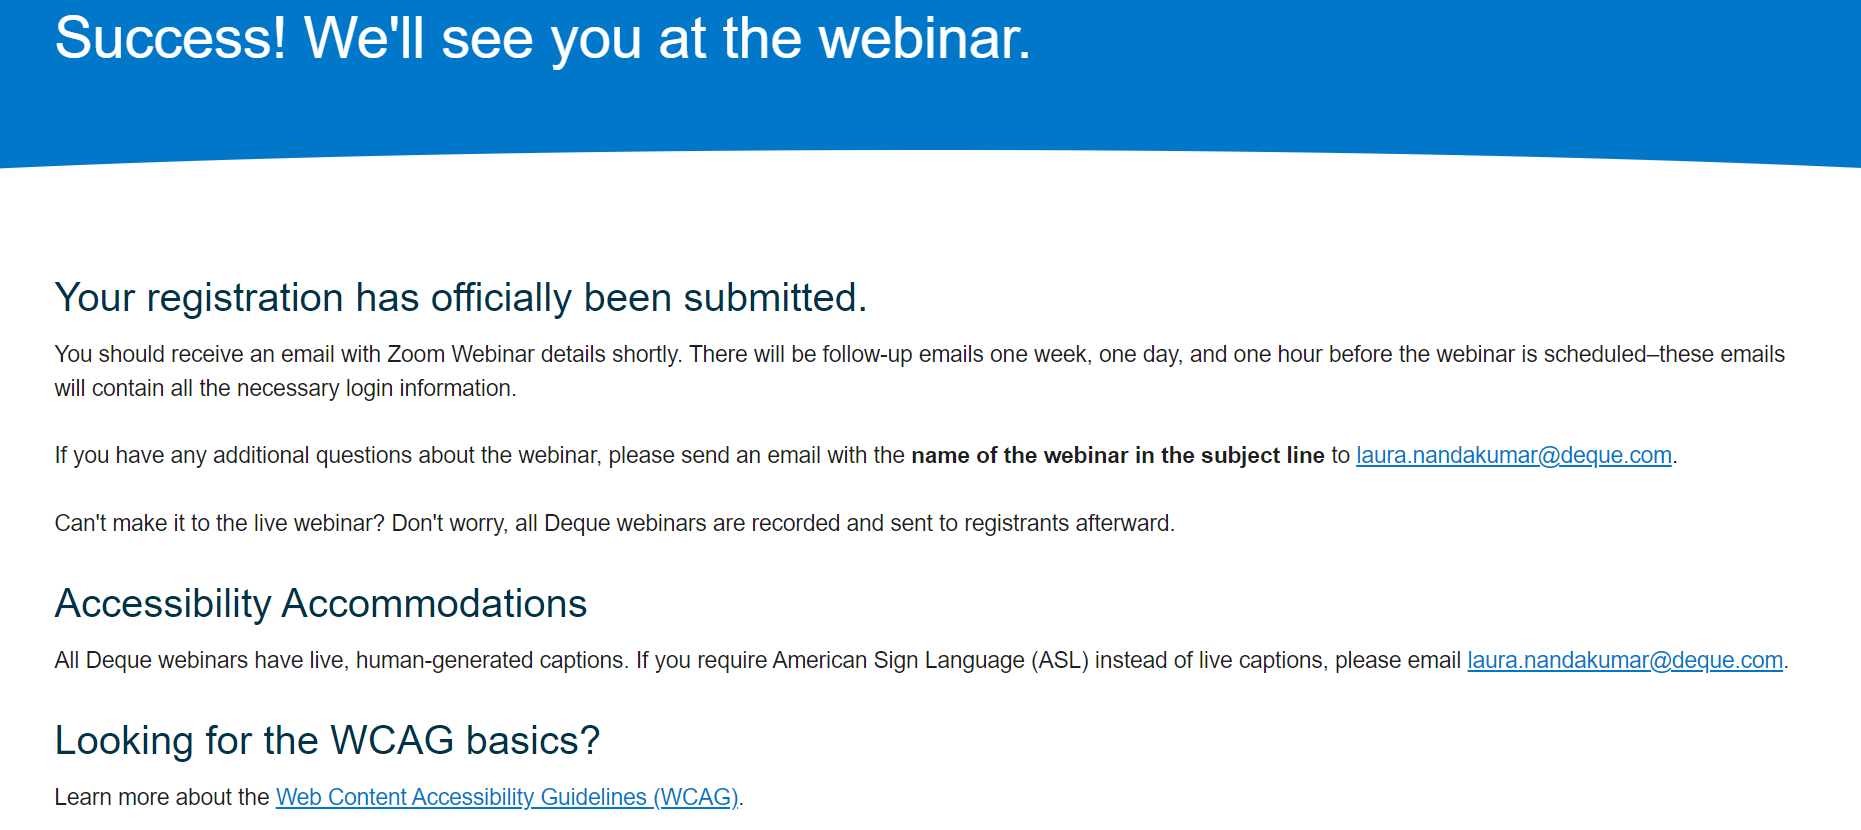 Success! We'll see you at the webinar.
Your registration has officially been submitted.
You should receive an email with Zoom Webinar details shortly. There will be follow-up emails one week, one day, and one hour before the webinar is scheduled–these emails
will contain all the necessary login information.
If you have any additional questions about the webinar, please send an email with the name of the webinar in the subject line to laura.nandakumar@deque.com.
Can't make it to the live webinar? Don't worry, all Deque webinars are recorded and sent to registrants afterward.
Accessibility Accommodations
All Deque webinars have live, human-generated captions. If you require American Sign Language (ASL) instead of live captions, please email laura.nandakumar@deque.com.
Looking for the WCAG basics?
Learn more about the Web Content Accessibility Guidelines (WCAG).